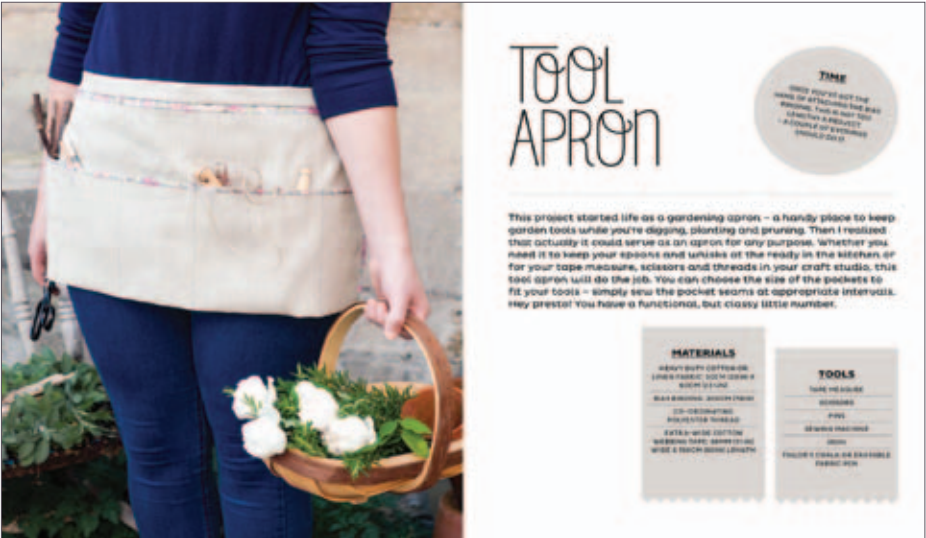 TOOL
APRON
TIME
ONCE YOU'VE GOT THE
HANG OF ATTACHING THE BIAS
BINDING, THIS IS NOT TOO
LENGTHY A PROJECT
– A COUPLE OF EVENINGS
SHOULD DO IT.
This project started life as a gardening apron – a handy place to keep
garden tools while you're digging, planting and pruning. Then I realized
that actually it could serve as an apron for any purpose. Whether you
need it to keep your spoons and whisks at the ready in the kitchen or
for your tape measure, scissors and threads in your craft studio, this
tool apron will do the job. You can choose the size of the pockets to
fit your tools – simply sew the pocket seams at appropriate intervals.
Hey presto! You have a functional, but classy little number.
MATERIALS
HEAVY DUTY COTTON OR
LINEN FABRIC
BIAS BINDING
CO-ORDINATING
POLYESTER THREAD
EXTRA-WIDE COTTON
WEBBING TAPE
WIDE LENGTH
TOOLS
TAPE MEASURE
SCISSORS
PINS
SEWING MACHINE
IRON
TAILOR'S CHALK OR ERASABLE
FABRIC PEN